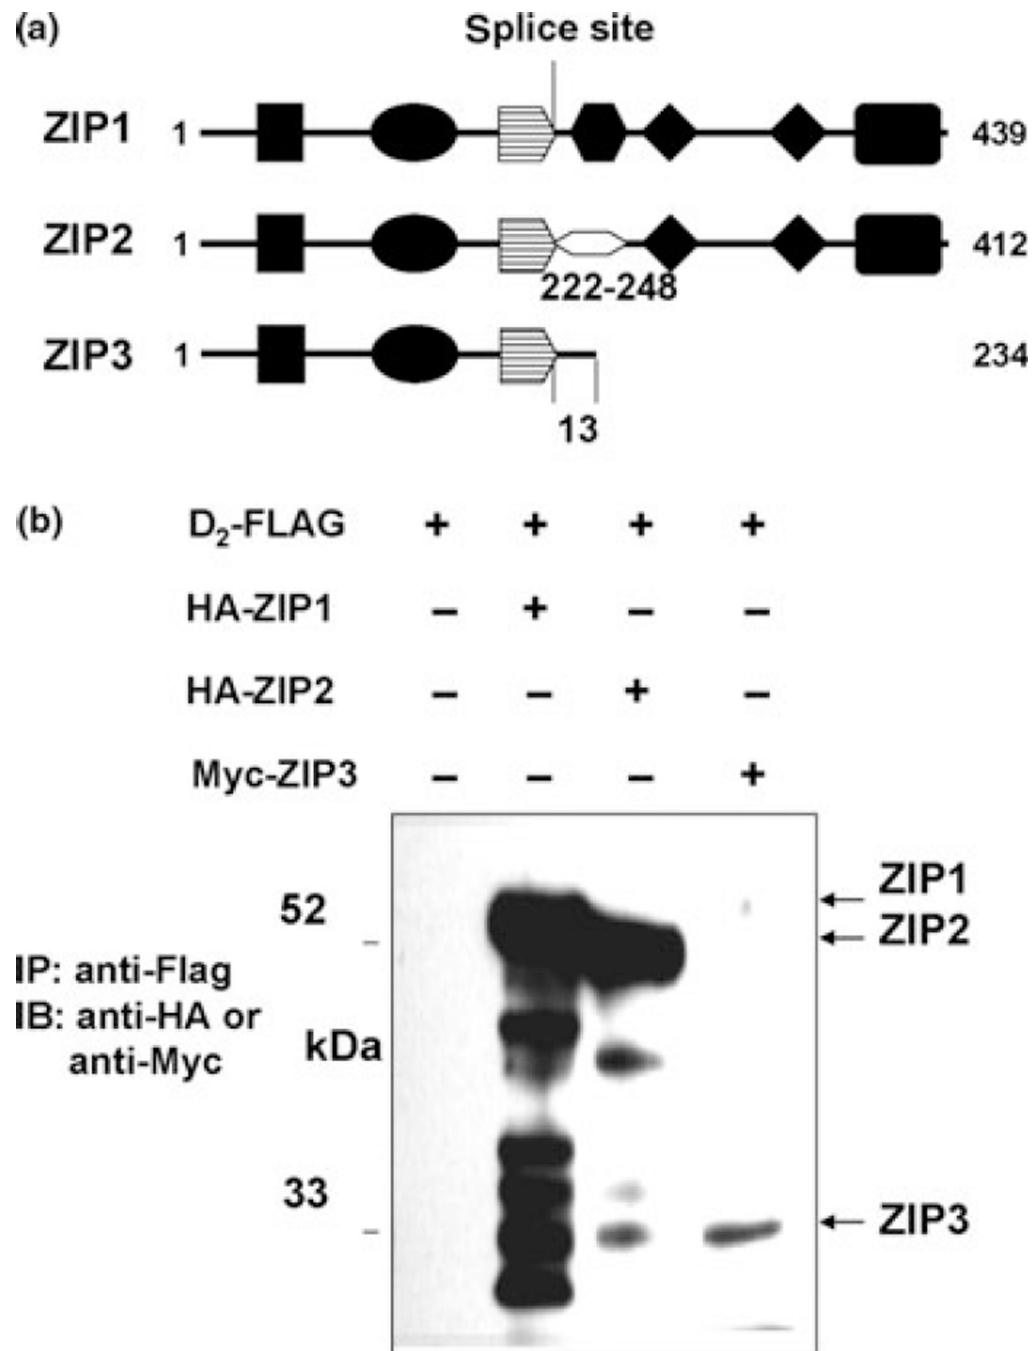 (a) Splice site
ZIP1 1 439
ZIP2 1 412
222-248
ZIP3 1 234
13
(b) D₂-FLAG + + + +
HA-ZIP1 – + – –
HA-ZIP2 – – + –
Myc-ZIP3 – – – +
ZIP1
52
ZIP2
IP: anti-Flag
IB: anti-HA or
anti-Myc
kDa
33
ZIP3